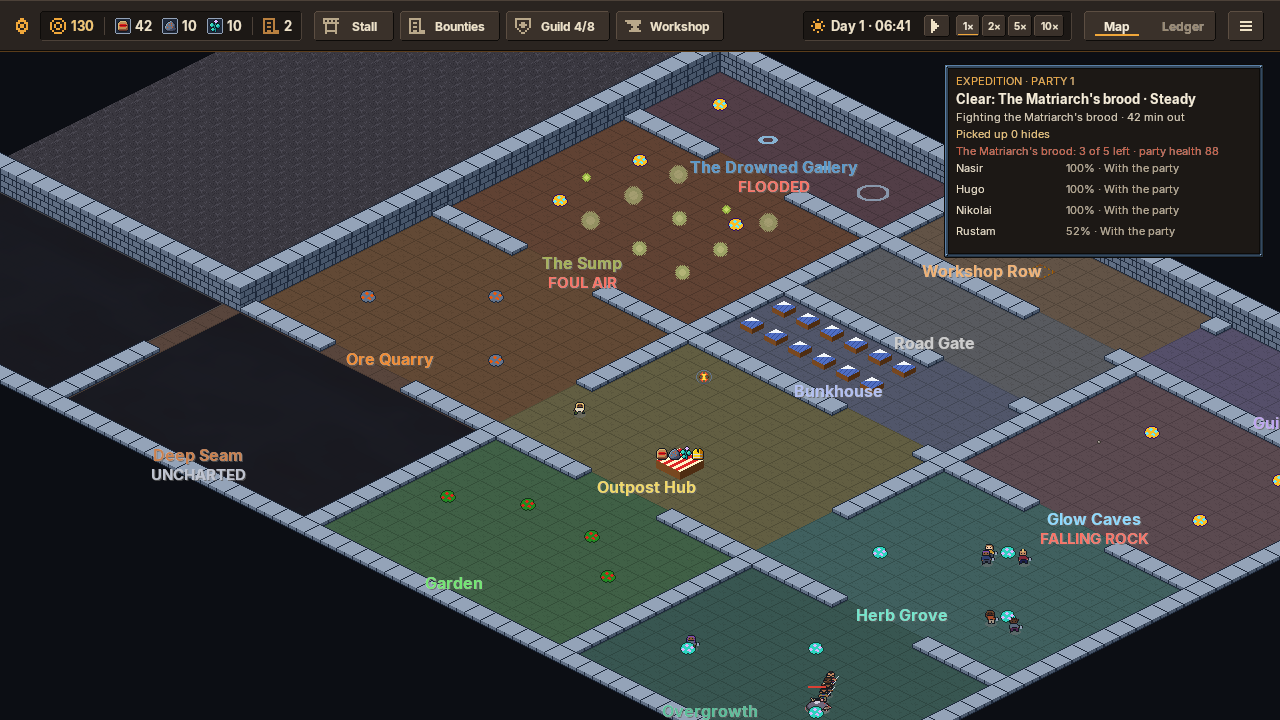 130
42
10
10
2
Stall
Bounties
Guild 4/8
Workshop
Day 1 · 06:41
1x
2x
5x
10x
Map
Ledger
EXPEDITION · PARTY 1
Clear: The Matriarch's brood · Steady
Fighting the Matriarch's brood · 42 min out
Picked up 0 hides
The Matriarch's brood: 3 of 5 left · party health 88
Nasir 100% · With the party
Hugo 100% · With the party
Nikolai 100% · With the party
Rustam 52% · With the party
The Drowned Gallery
FLOODED
The Sump
FOUL AIR
Workshop Row
Road Gate
Ore Quarry
Bunkhouse
Gui
Deep Seam
UNCHARTED
Outpost Hub
Glow Caves
FALLING ROCK
Garden
Herb Grove
Overgrowth